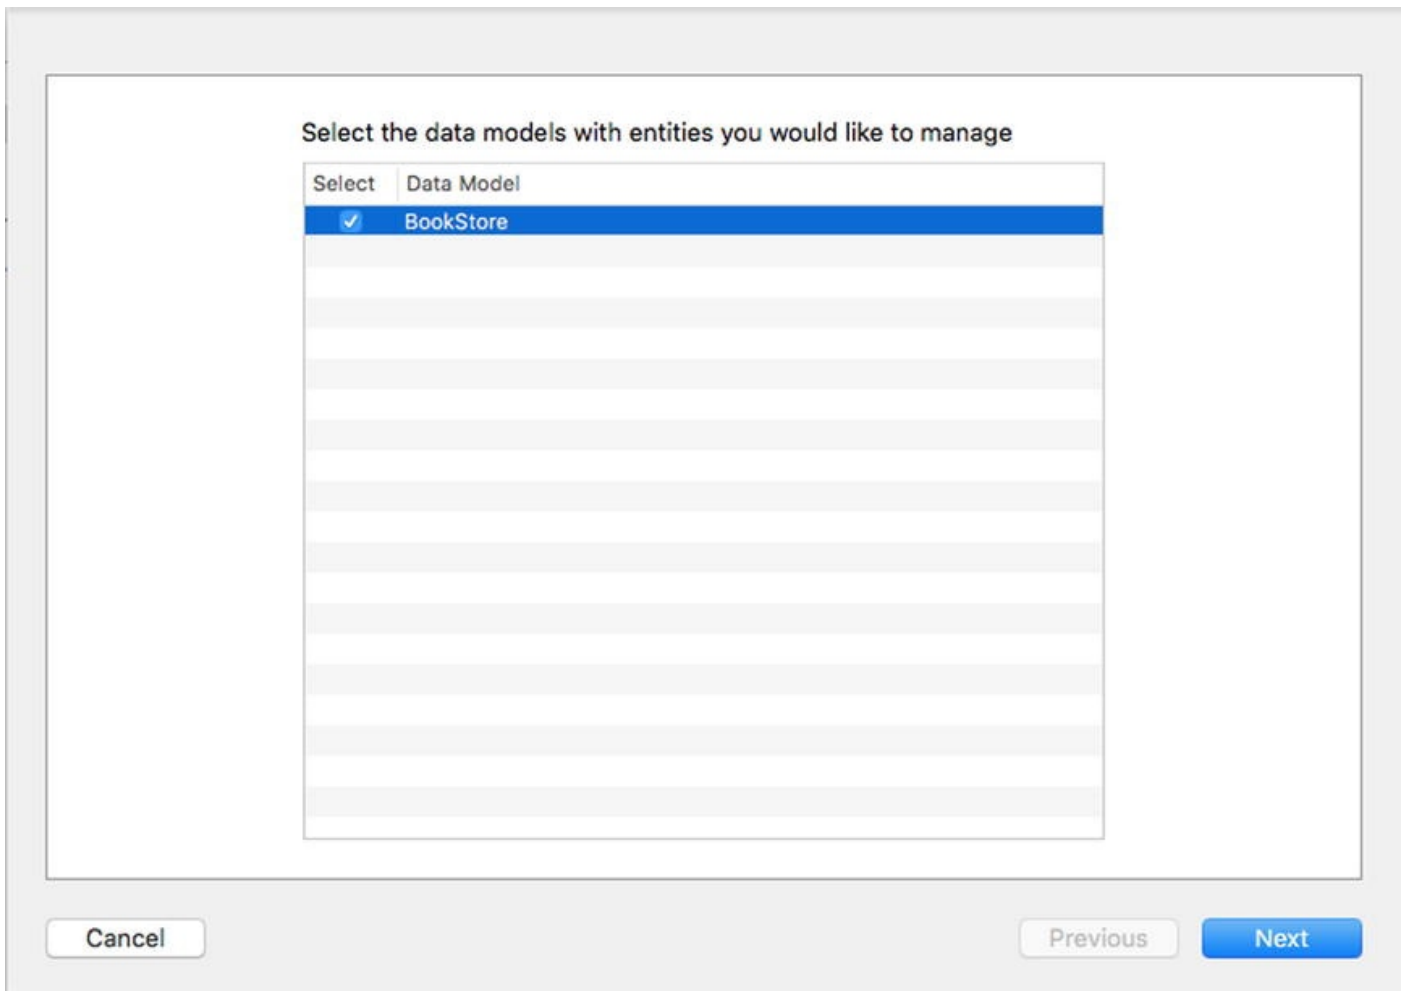 Select the data models with entities you would like to manage
Select Data Model
BookStore
Cancel Previous Next